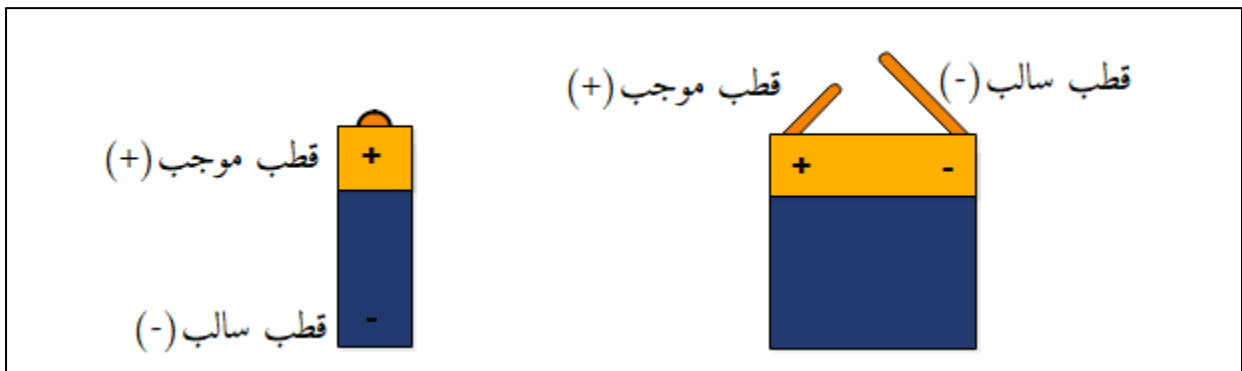 قطب سالب (-)
قطب موجب (+)
+ -
قطب موجب (+)
+
قطب سالب (-)
-